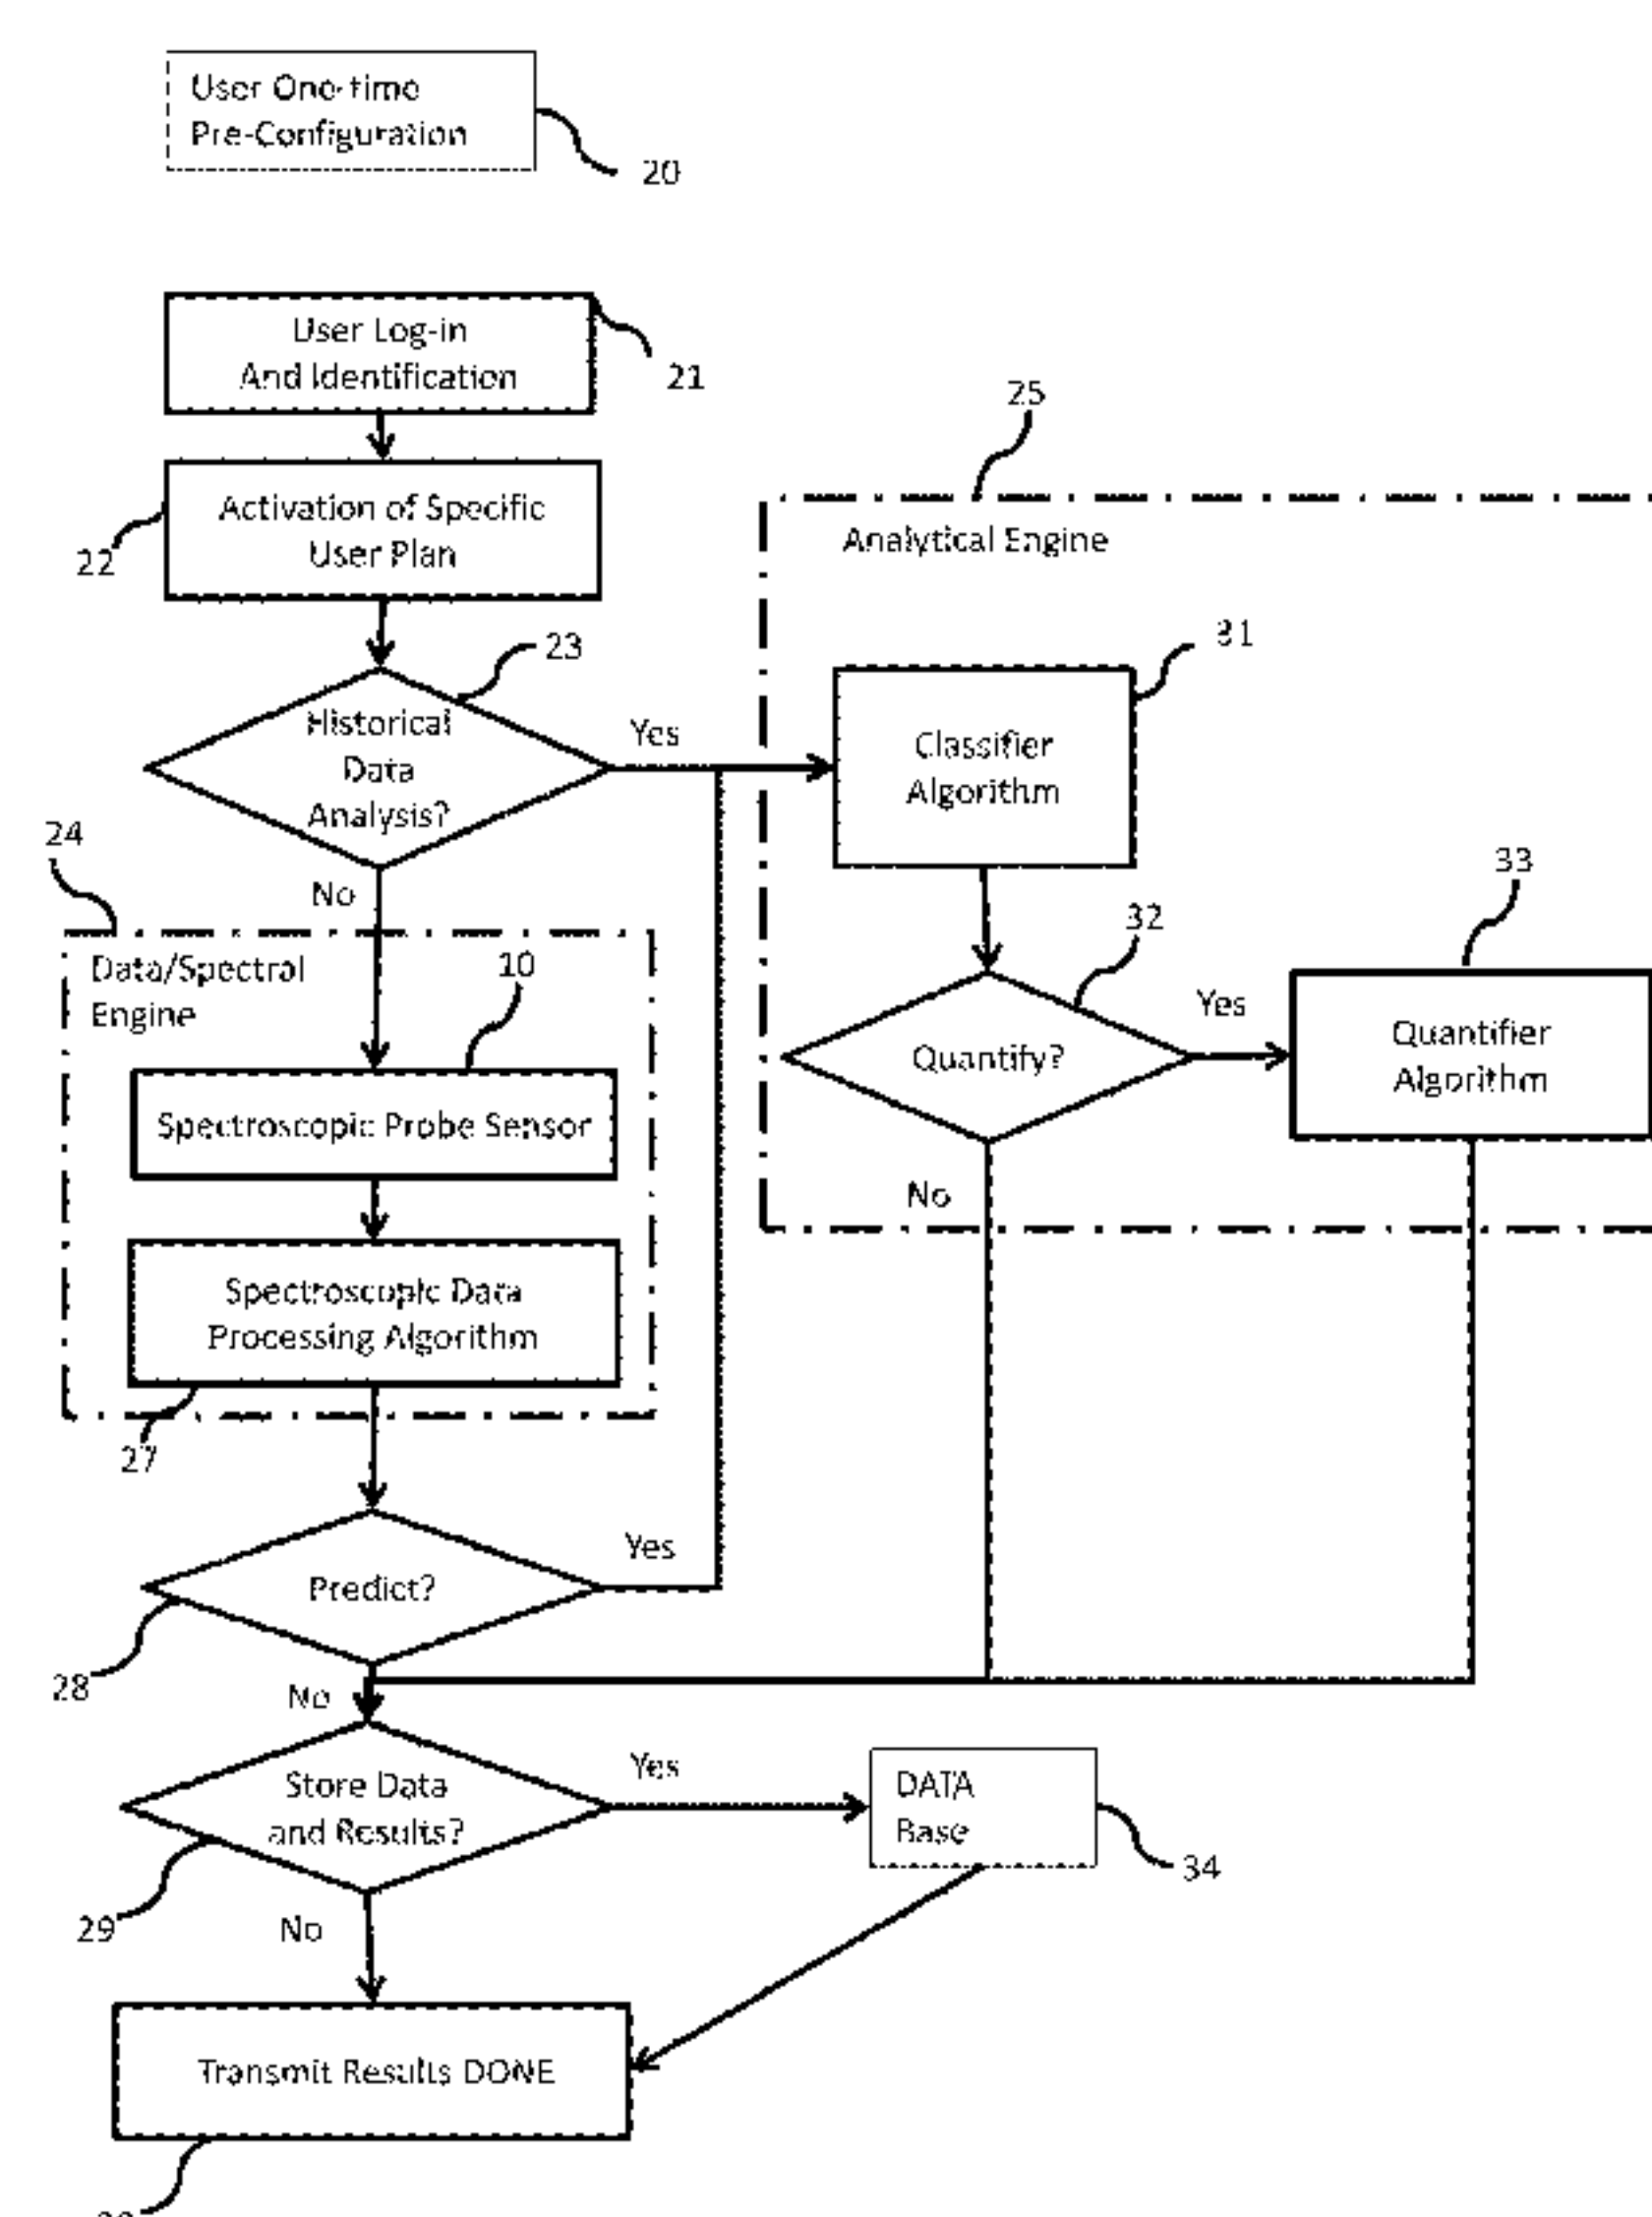 User One-time
Pre-Configuration
20
User Log-in
And Identification
21
25
Activation of Specific
User Plan
22
Analytical Engine
23
31
Historical
Data
Analysis?
Yes
Classifier
Algorithm
24
No
33
32
Data/Spectral
Engine
10
Yes
Quantify?
Quantifier
Algorithm
Spectroscopic Probe Sensor
No
Spectroscopic Data
Processing Algorithm
27
Yes
Predict?
28
No
Store Data
and Results?
Yes
DATA
Base
34
29
No
Transmit Results DONE